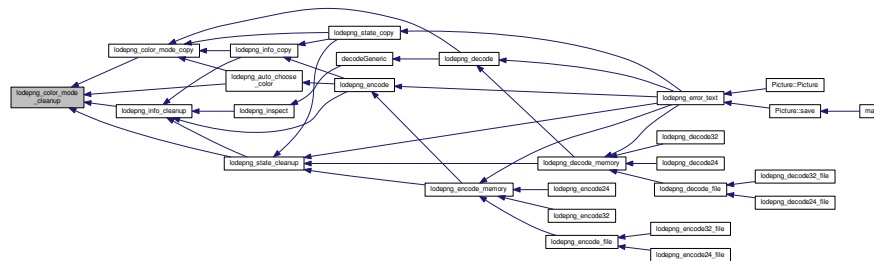 lodepng_color_mode
_cleanup
lodepng_color_mode_copy
lodepng_auto_choose
_color
lodepng_info_cleanup
lodepng_state_cleanup
lodepng_info_copy
lodepng_inspect
lodepng_state_copy
decodeGeneric
lodepng_encode
lodepng_decode
lodepng_encode_memory
lodepng_decode_memory
lodepng_encode24
lodepng_encode32
lodepng_encode_file
lodepng_error_text
lodepng_decode32
lodepng_decode24
lodepng_decode_file
lodepng_encode32_file
lodepng_encode24_file
Picture::Picture
Picture::save
lodepng_decode32_file
lodepng_decode24_file
ma